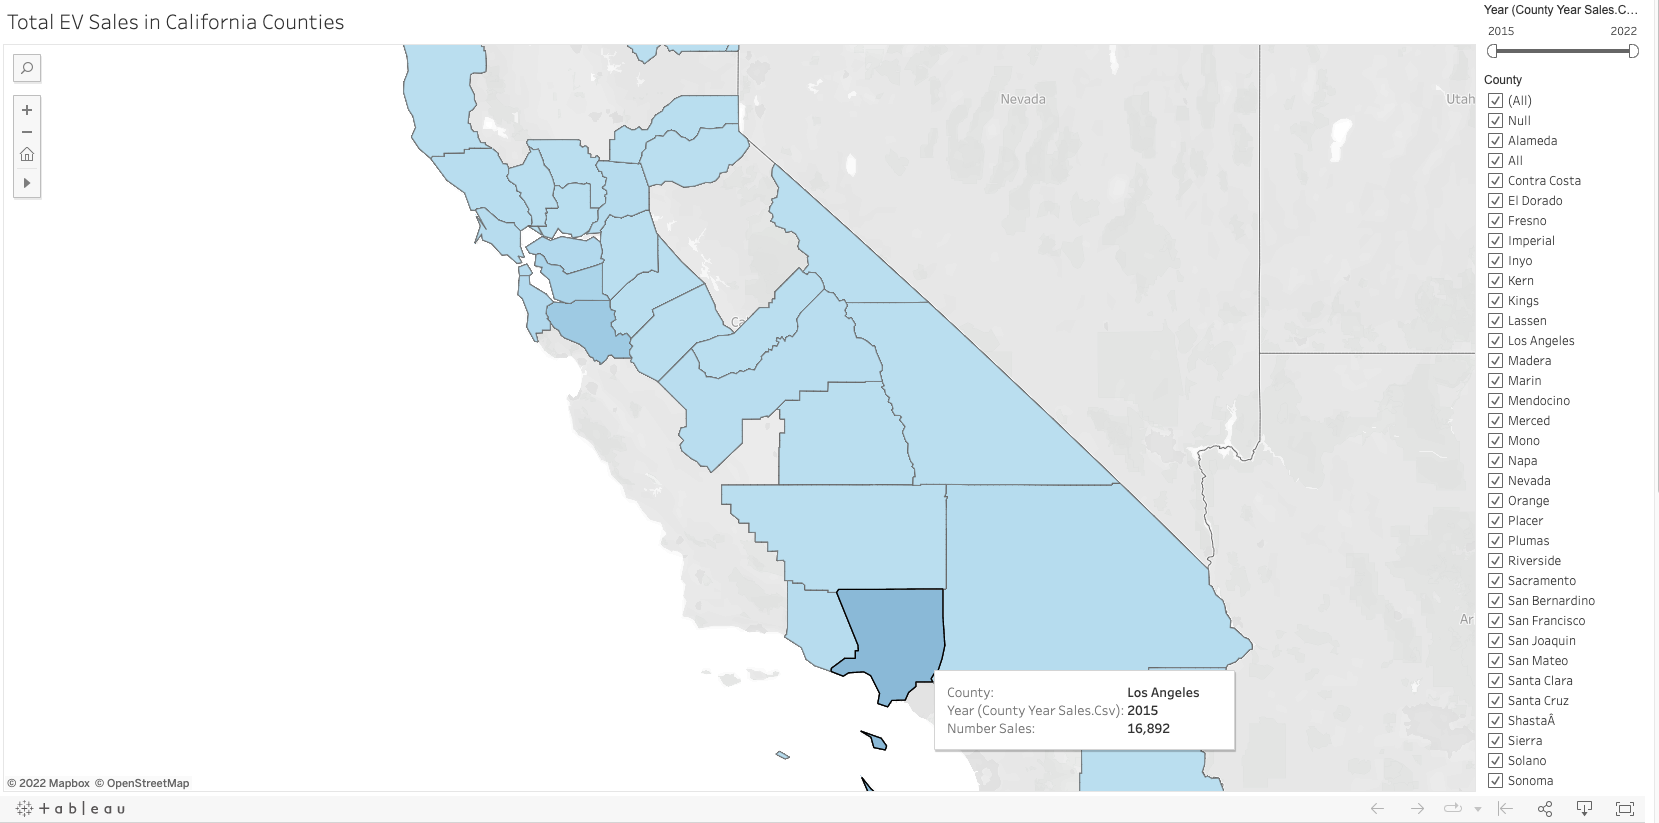 Total EV Sales in California Counties
Year (County Year Sales.C...
2015 2022
County
(All)
Null
Alameda
All
Contra Costa
El Dorado
Fresno
Imperial
Inyo
Kern
Kings
Lassen
Los Angeles
Madera
Marin
Mendocino
Merced
Mono
Napa
Nevada
Orange
Placer
Plumas
Riverside
Sacramento
San Bernardino
San Francisco
San Joaquin
San Mateo
Santa Clara
Santa Cruz
ShastaÂ
Sierra
Solano
Sonoma
Nevada
Utah
Ca
Ar
County: Los Angeles
Year (County Year Sales.Csv): 2015
Number Sales: 16,892
© 2022 Mapbox © OpenStreetMap
+ a b | e a u